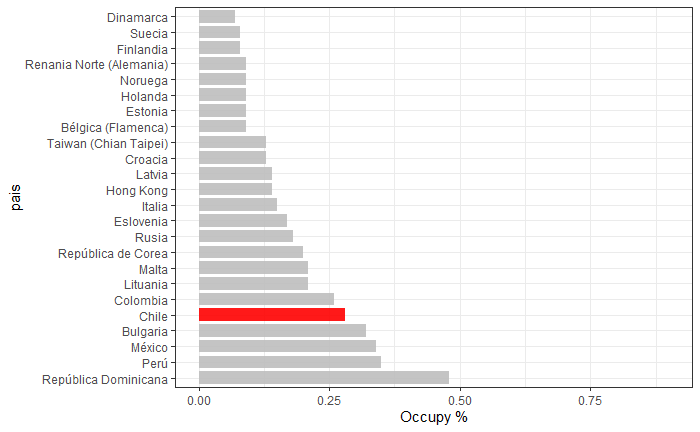 Dinamarca
Suecia
Finlandia
Renania Norte (Alemania)
Noruega
Holanda
Estonia
Bélgica (Flamenca)
Taiwan (Chian Taipei)
Croacia
Latvia
Hong Kong
Italia
Eslovenia
Rusia
República de Corea
Malta
Lituania
Colombia
Chile
Bulgaria
México
Perú
República Dominicana
pais
0.00 0.25 0.50 0.75
Occupy %